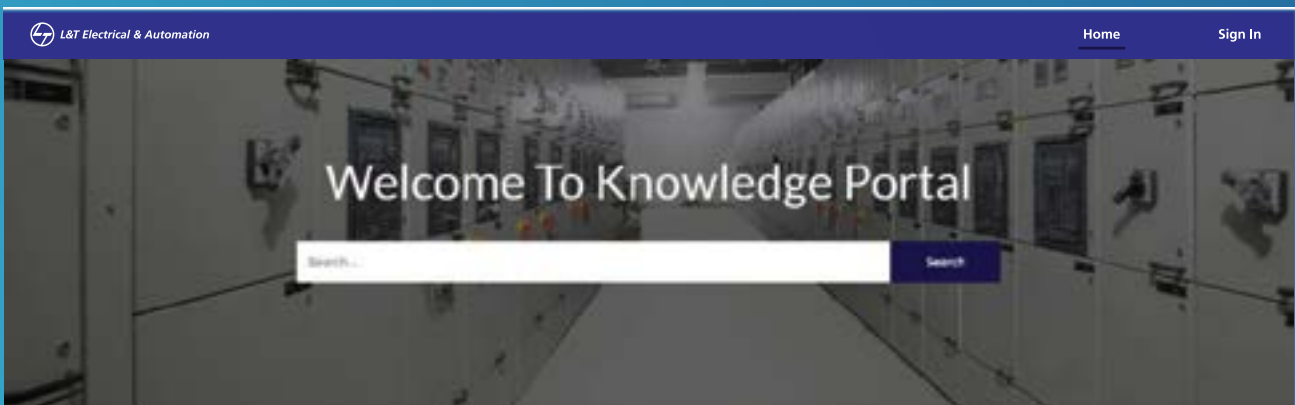 L&T Electrical & Automation
Home
Sign In
Welcome To Knowledge Portal
Search...
Search